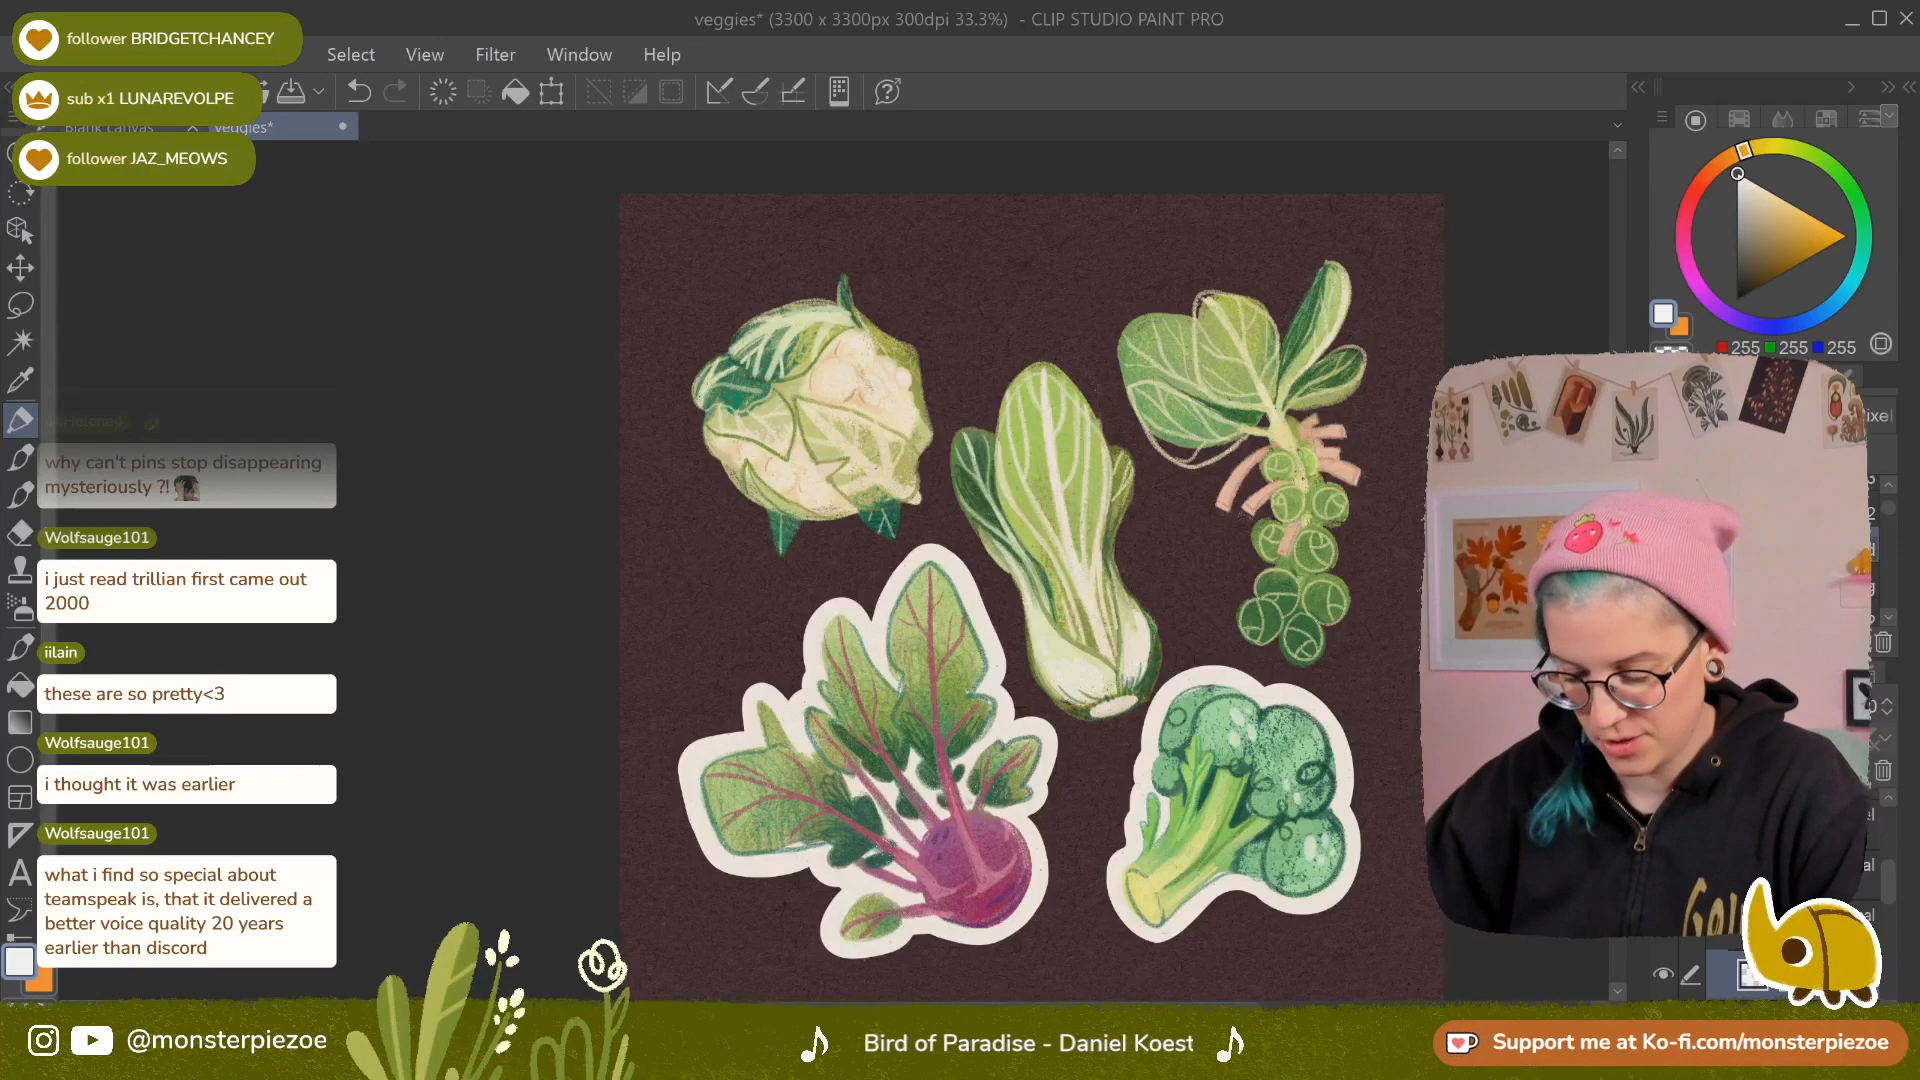 veggies* (3300 x 3300px 300dpi 33.3%) - CLIP STUDIO PAINT PRO
follower BRIDGETCHANCEY
Select View Filter Window Help
sub x1 LUNAREVOLPE
blank canvas veggies*
follower JAZ_MEOWS
255 255 255
why can't pins stop disappearing
mysteriously ?!
Wolfsauge101
i just read trillian first came out
2000
iilain
these are so pretty<3
Wolfsauge101
i thought it was earlier
Wolfsauge101
what i find so special about
teamspeak is, that it delivered a
better voice quality 20 years
earlier than discord
@monsterpiezoe
Bird of Paradise - Daniel Koest
Support me at Ko-fi.com/monsterpiezoe